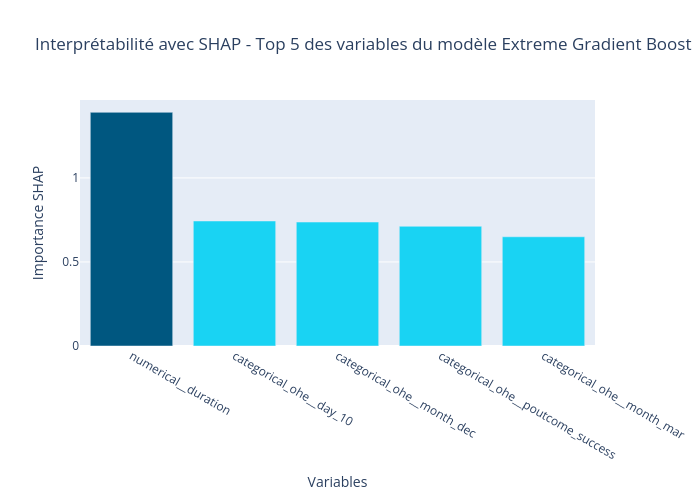 Interprétabilité avec SHAP - Top 5 des variables du modèle Extreme Gradient Boost
Importance SHAP
1
0.5
0
numerical__duration
categorical_ohe__day_10
categorical_ohe__month_dec
categorical_ohe__poutcome_success
categorical_ohe__month_mar
Variables